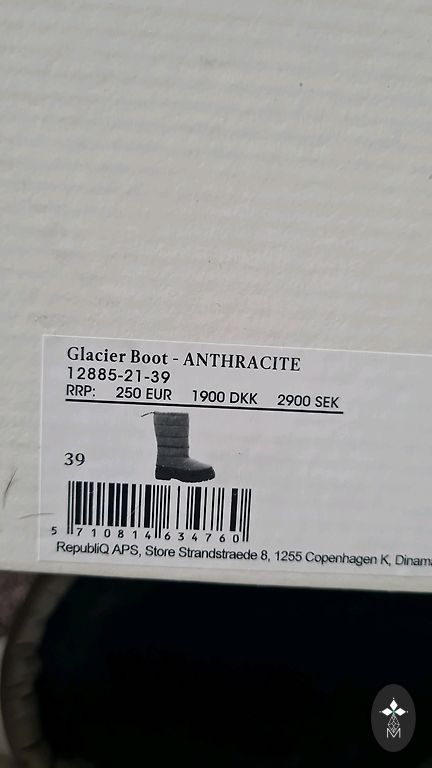 Glacier Boot - ANTHRACITE
12885-21-39
RRP: 250 EUR 1900 DKK 2900 SEK
39
5 710814 634760
RepubliQ APS, Store Strandstraede 8, 1255 Copenhagen K, Dinama
M